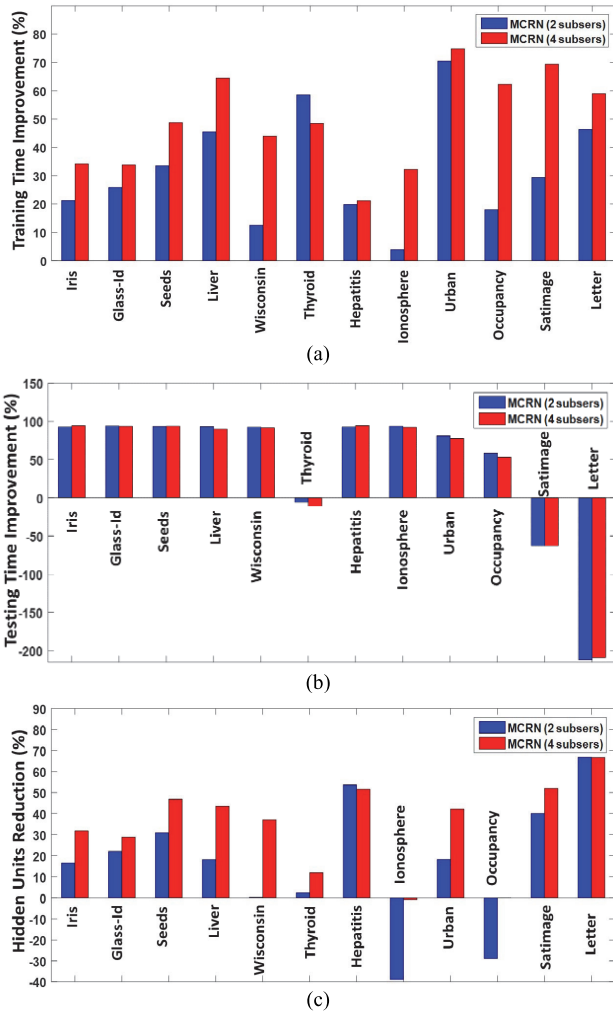 MCRN (2 subsers)
MCRN (4 subsers)
Training Time Improvement (%)
80
70
60
50
40
30
20
10
0
Iris
Glass-Id
Seeds
Liver
Wisconsin
Thyroid
Hepatitis
Ionosphere
Urban
Occupancy
Satimage
Letter
(a)
MCRN (2 subsers)
MCRN (4 subsers)
Testing Time Improvement (%)
150
100
50
0
-50
-100
-150
-200
Iris
Glass-Id
Seeds
Liver
Wisconsin
Thyroid
Hepatitis
Ionosphere
Urban
Occupancy
Satimage
Letter
(b)
MCRN (2 subsers)
MCRN (4 subsers)
Hidden Units Reduction (%)
90
80
70
60
50
40
30
20
10
0
-10
-20
-30
-40
Iris
Glass-Id
Seeds
Liver
Wisconsin
Thyroid
Hepatitis
Ionosphere
Urban
Occupancy
Satimage
Letter
(c)